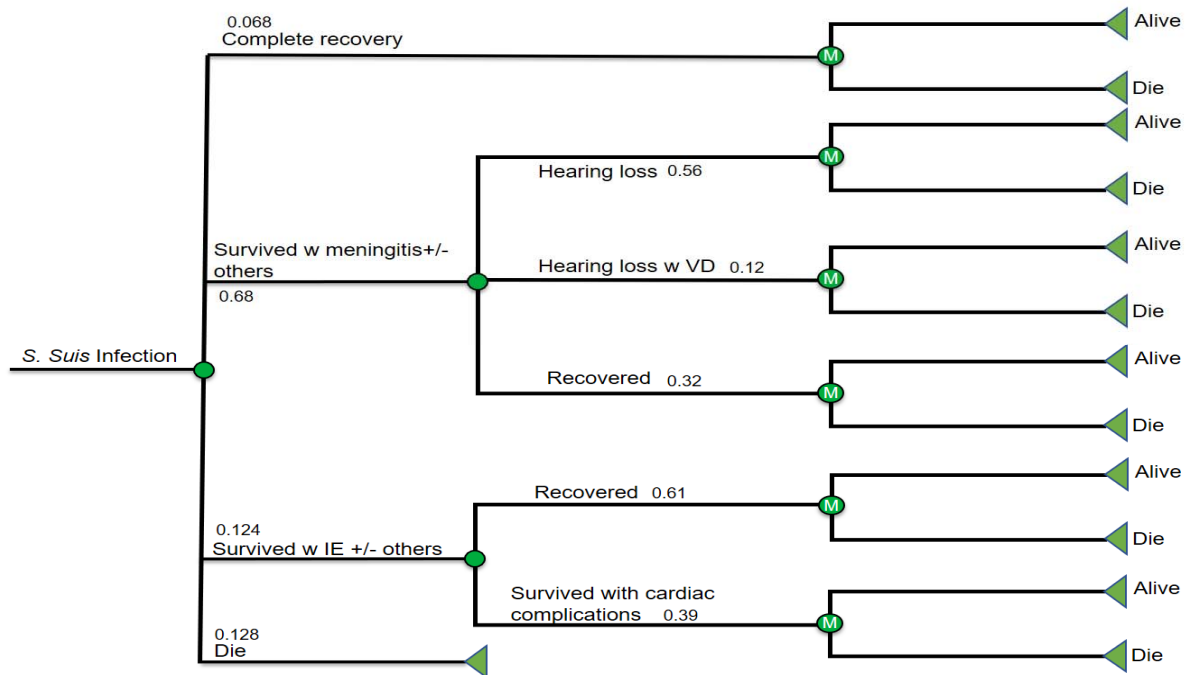 0.068
Complete recovery
M
Alive
Die
Alive
Hearing loss 0.56
M
Die
Survived w meningitis+/-
others
0.68
Hearing loss w VD 0.12
M
Alive
Die
S. Suis Infection
Recovered 0.32
M
Alive
Die
Recovered 0.61
M
Alive
Die
0.124
Survived w IE +/- others
Survived with cardiac
complications 0.39
M
Alive
Die
0.128
Die